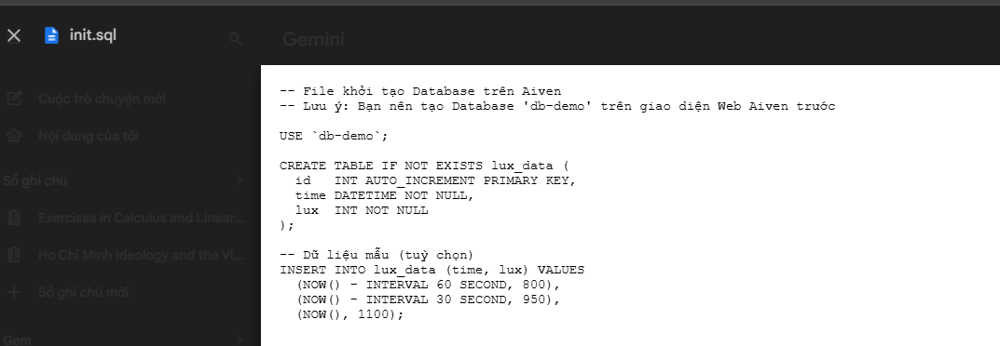 init.sql
Gemini
Cuộc trò chuyện mới
Nội dung của tôi
Sổ ghi chú
Exercises in Calculus and Linear...
Ho Chi Minh Ideology and the Vi...
Sổ ghi chú mới
Gem
-- File khởi tạo Database trên Aiven
-- Lưu ý: Bạn nên tạo Database 'db-demo' trên giao diện Web Aiven trước
USE `db-demo`;
CREATE TABLE IF NOT EXISTS lux_data (
  id   INT AUTO_INCREMENT PRIMARY KEY,
  time DATETIME NOT NULL,
  lux  INT NOT NULL
);
-- Dữ liệu mẫu (tuỳ chọn)
INSERT INTO lux_data (time, lux) VALUES
  (NOW() - INTERVAL 60 SECOND, 800),
  (NOW() - INTERVAL 30 SECOND, 950),
  (NOW(), 1100);